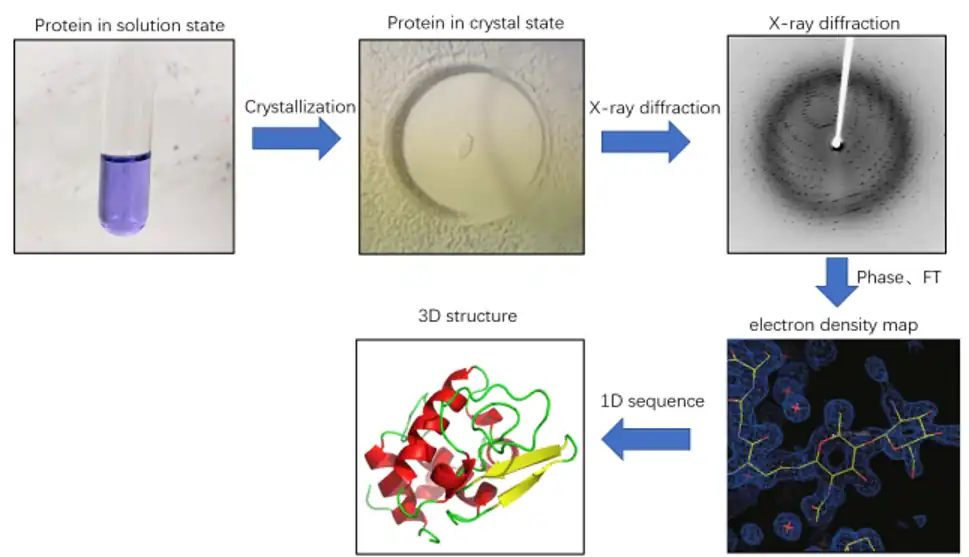 Protein in solution state
Protein in crystal state
X-ray diffraction
Crystallization
X-ray diffraction
Phase、FT
3D structure
electron density map
1D sequence